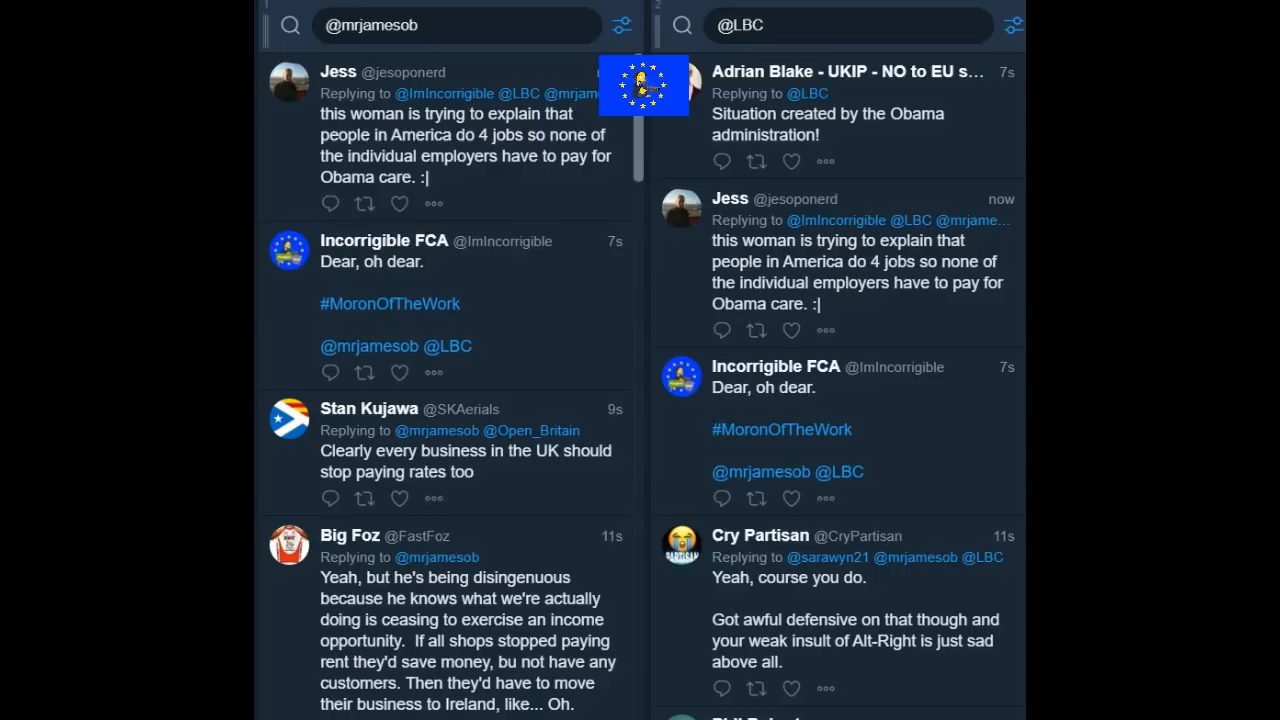 1
@mrjamesob
Jess @jesoponerd
Replying to @ImIncorrigible @LBC @mrjam
this woman is trying to explain that
people in America do 4 jobs so none of
the individual employers have to pay for
Obama care. :|
Incorrigible FCA @ImIncorrigible 7s
Dear, oh dear.
#MoronOfTheWork
@mrjamesob @LBC
Stan Kujawa @SKAerials 9s
Replying to @mrjamesob @Open_Britain
Clearly every business in the UK should
stop paying rates too
Big Foz @FastFoz 11s
Replying to @mrjamesob
Yeah, but he's being disingenuous
because he knows what we're actually
doing is ceasing to exercise an income
opportunity. If all shops stopped paying
rent they'd save money, bu not have any
customers. Then they'd have to move
their business to Ireland, like... Oh.
2
@LBC
Adrian Blake - UKIP - NO to EU s... 7s
Replying to @LBC
Situation created by the Obama
administration!
Jess @jesoponerd now
Replying to @ImIncorrigible @LBC @mrjame...
this woman is trying to explain that
people in America do 4 jobs so none of
the individual employers have to pay for
Obama care. :|
Incorrigible FCA @ImIncorrigible 7s
Dear, oh dear.
#MoronOfTheWork
@mrjamesob @LBC
Cry Partisan @CryPartisan 11s
Replying to @sarawyn21 @mrjamesob @LBC
Yeah, course you do.
Got awful defensive on that though and
your weak insult of Alt-Right is just sad
above all.
PARTISAN